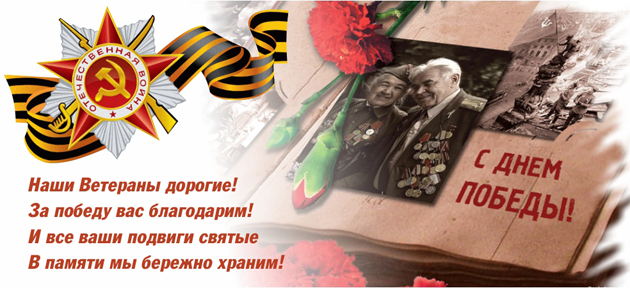 ОТЕЧЕСТВЕННАЯ ВОЙНА
Наши Ветераны дорогие!
За победу вас благодарим!
И все ваши подвиги святые
В памяти мы бережно храним!
С ДНЕМ
ПОБЕДЫ!